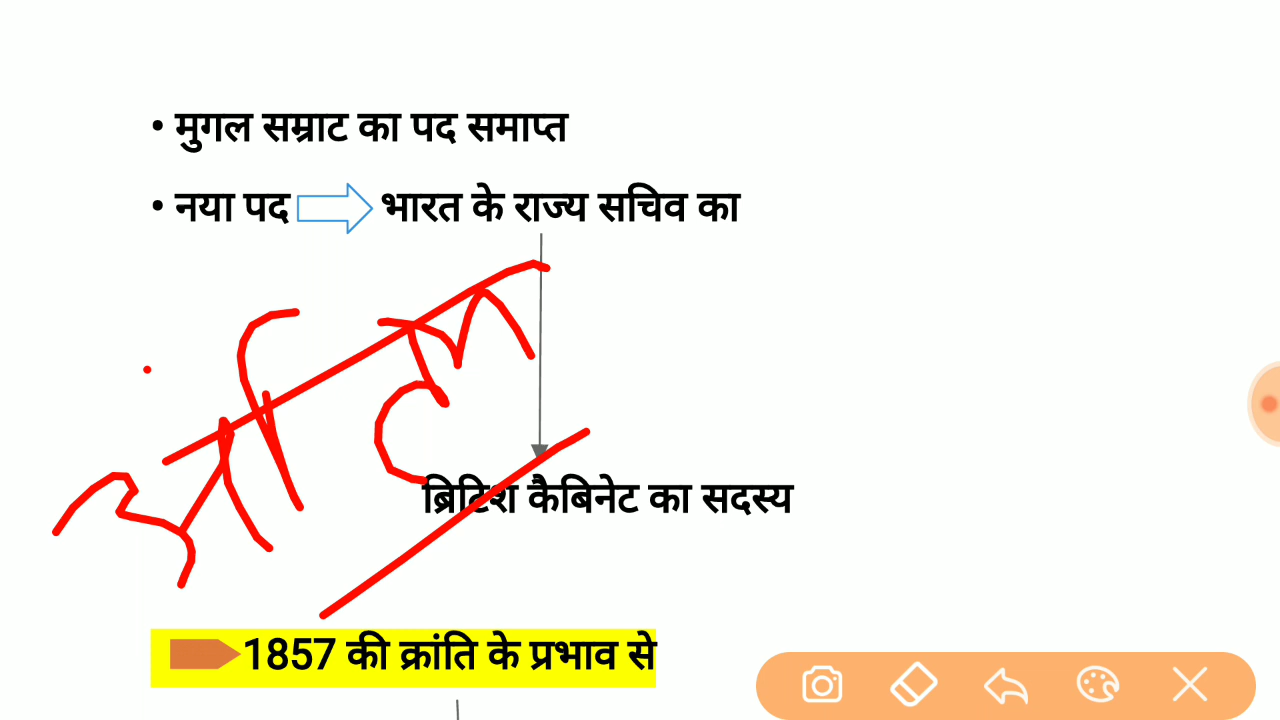 • मुगल सम्राट का पद समाप्त
• नया पद भारत के राज्य सचिव का
ब्रिटिश कैबिनेट का सदस्य
1857 की क्रांति के प्रभाव से